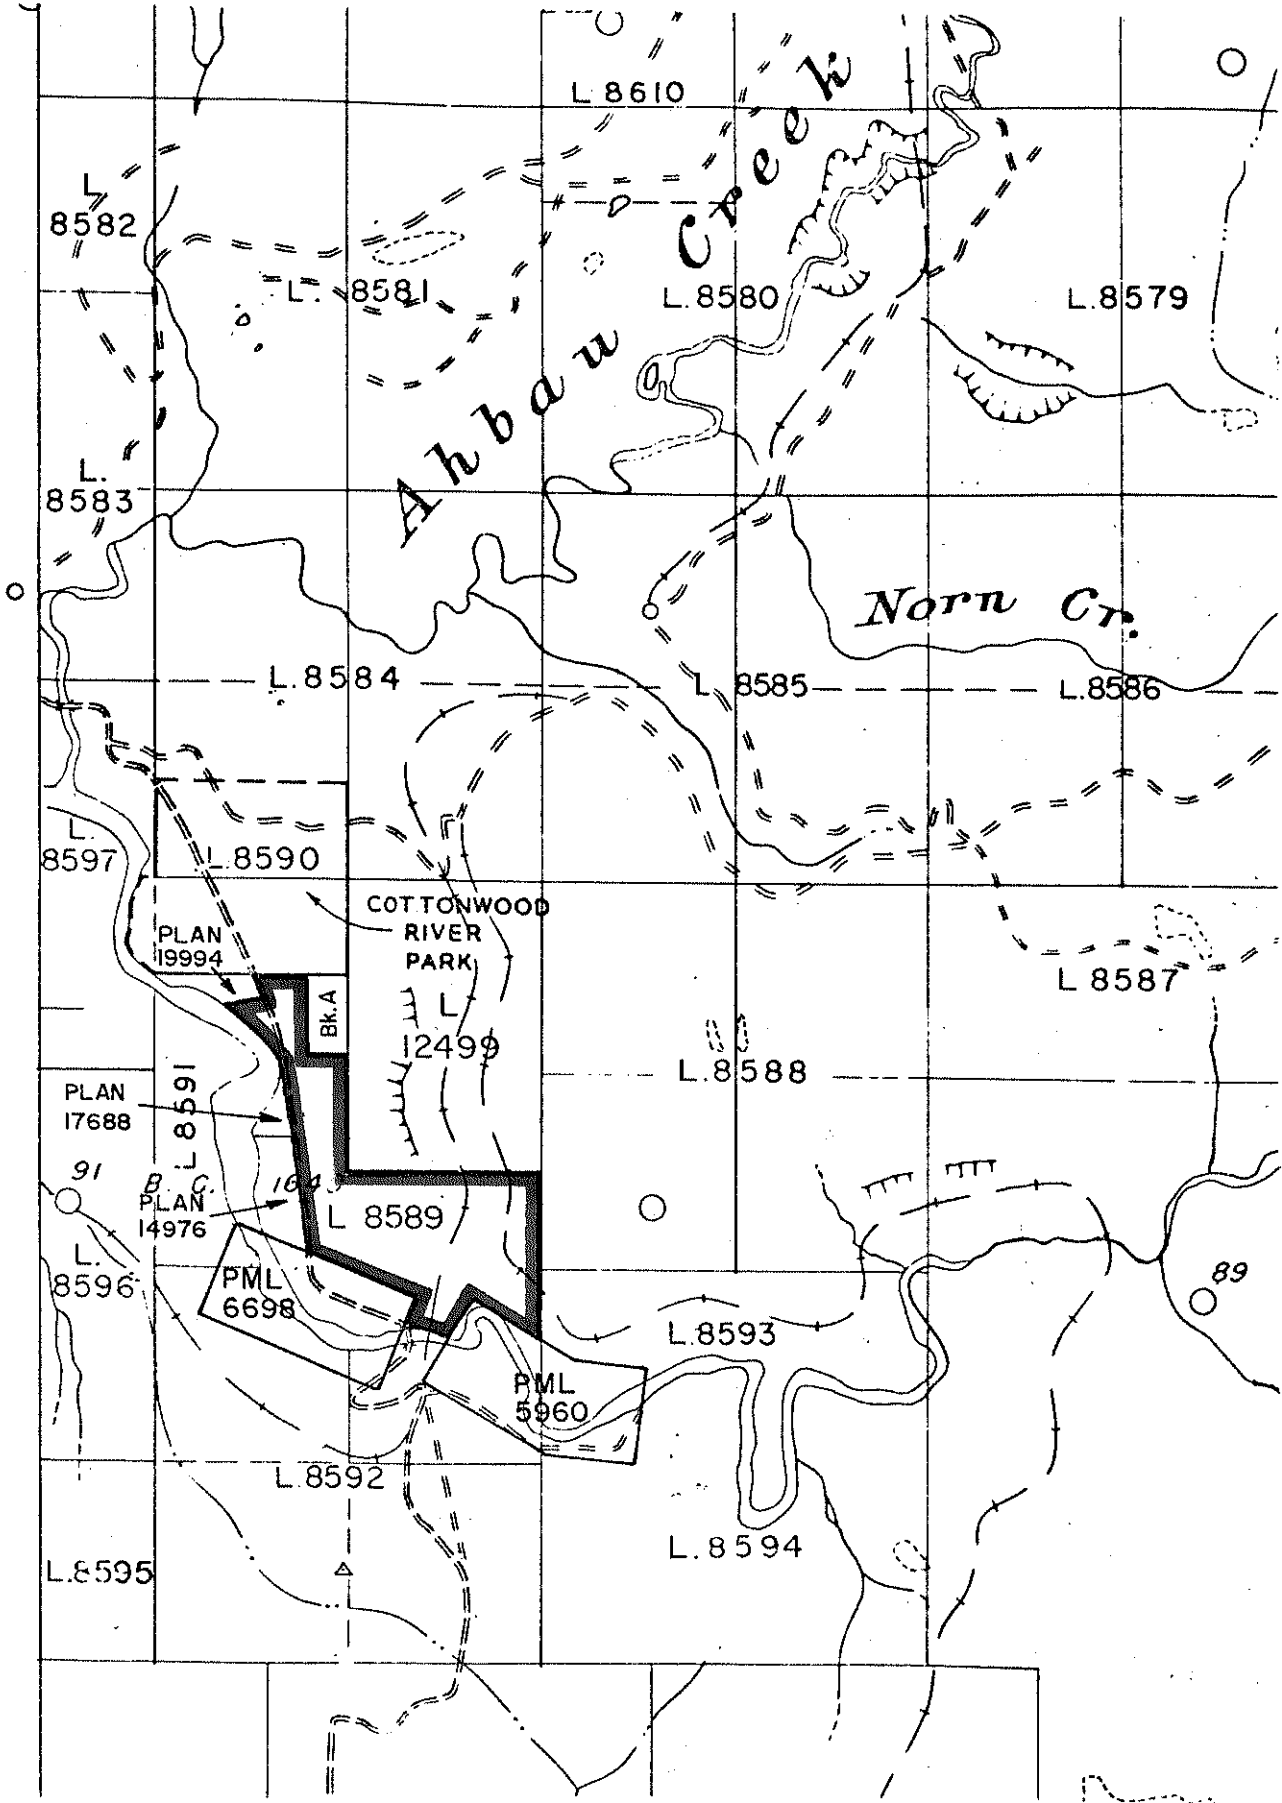 L 8610
Ahbau Creek
L
8582
L. 8581
L.8580
L.8579
L.
8583
Norn Cr.
L.8584
L 8585
L.8586
L.
8597
L.8590
COTTONWOOD
RIVER
PARK
PLAN
19994
L 8587
Bk.A
L
12499
L.8588
L 8591
PLAN
17688
91
B. C. 164
PLAN
14976
L 8589
L.
8596
PML
6698
89
L.8593
PML
5960
L.8592
L.8594
L.8595